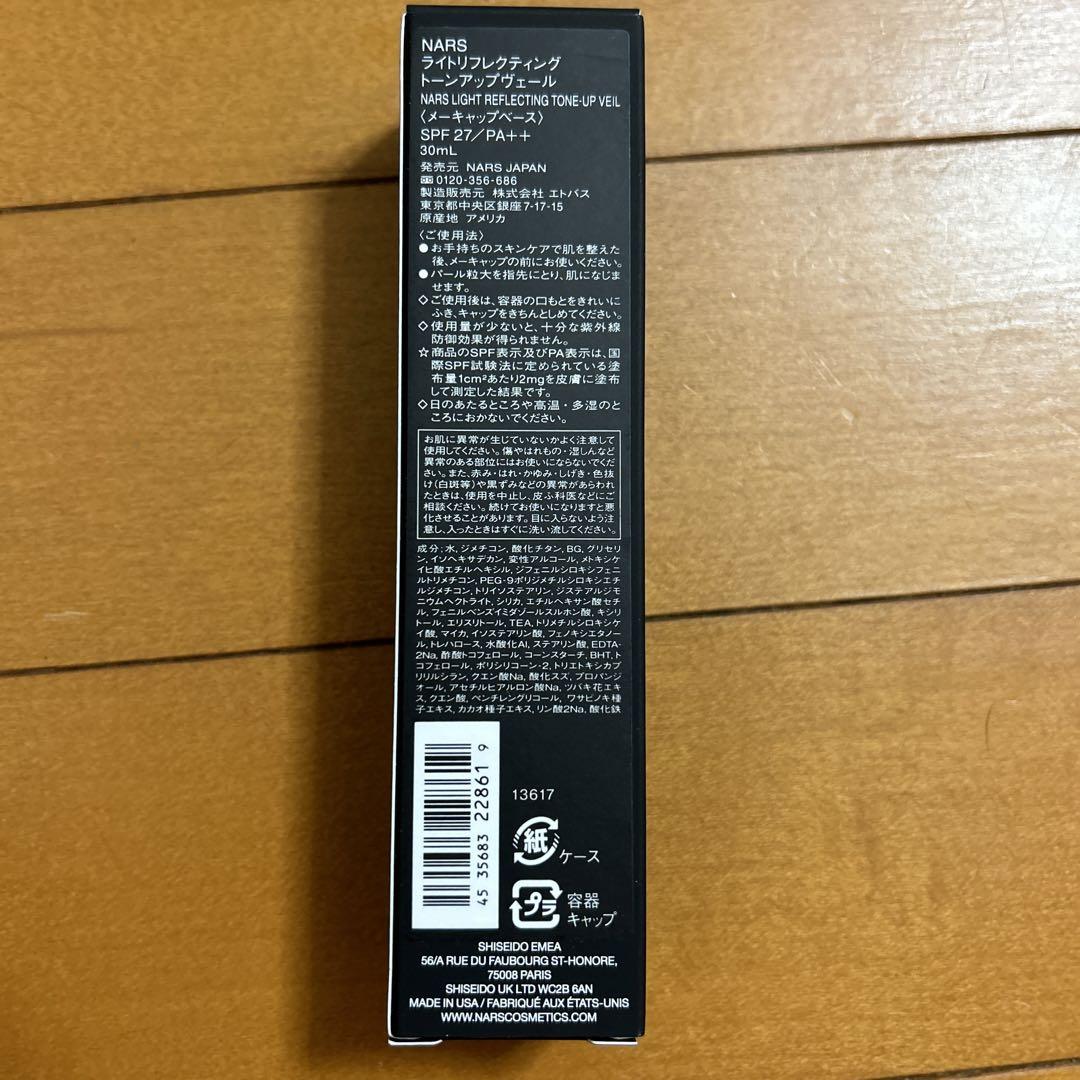 NARS
ライトリフレクティング
トーンアップヴェール
NARS LIGHT REFLECTING TONE-UP VEIL
〈メーキャップベース〉
SPF 27／PA++
30mL
発売元 NARS JAPAN
0120-356-686
製造販売元 株式会社 エトバス
東京都中央区銀座7-17-15
原産地 アメリカ
〈ご使用法〉
●お手持ちのスキンケアで肌を整えた
後、メーキャップの前にお使いください。
●パール粒大を指先にとり、肌になじま
せます。
◇ご使用後は、容器の口もとをきれいに
ふき、キャップをきちんとしめてください。
◇使用量が少ないと、十分な紫外線
防御効果が得られません。
☆商品のSPF表示及びPA表示は、国
際SPF試験法に定められている塗
布量1cm²あたり2mgを皮膚に塗布
して測定した結果です。
◇日のあたるところや高温・多湿のと
ころにおかないでください。
お肌に異常が生じていないかよく注意して
使用してください。傷やはれもの・湿しんなど
異常のある部位にはお使いにならないでくだ
さい。また、赤み・はれ・かゆみ・しげき・色抜
け(白斑等)や黒ずみなどの異常があらわれ
たときは、使用を中止し、皮ふ科医などにご
相談ください。続けてお使いになりますと悪
化させることがあります。目に入らないよう注
意し、入ったときはすぐに洗い流してください。
成分:水, ジメチコン, 酸化チタン, BG, グリセリ
ン, イソヘキサデカン, 変性アルコール, メトキシケ
イヒ酸エチルヘキシル, ジフェニルシロキシフェニ
ルトリメチコン, PEG-9ポリジメチルシロキシエチ
ルジメチコン, トリイソステアリン, ジステアルジモ
ニウムヘクトライト, シリカ, エチルヘキサン酸セチ
ル, フェニルベンズイミダゾールスルホン酸, キシリ
トール, エリスリトール, TEA, トリメチルシロキシケ
イ酸, マイカ, イソステアリン酸, フェノキシエタノー
ル, トレハロース, 水酸化Al, ステアリン酸, EDTA-
2Na, 酢酸トコフェロール, コーンスターチ, BHT, ト
コフェロール, ポリシリコーン-2, トリエトキシカプ
リリルシラン, クエン酸Na, 酸化スズ, プロパンジ
オール, アセチルヒアルロン酸Na, ツバキ花エキ
ス, クエン酸, ペンチレングリコール, ワサビノキ種
子エキス, カカオ種子エキス, リン酸2Na, 酸化鉄
45 35683 22861 9
13617
紙
ケース
プラ
容器
キャップ
SHISEIDO EMEA
56/A RUE DU FAUBOURG ST-HONORE,
75008 PARIS
SHISEIDO UK LTD WC2B 6AN
MADE IN USA / FABRIQUÉ AUX ÉTATS-UNIS
WWW.NARSCOSMETICS.COM